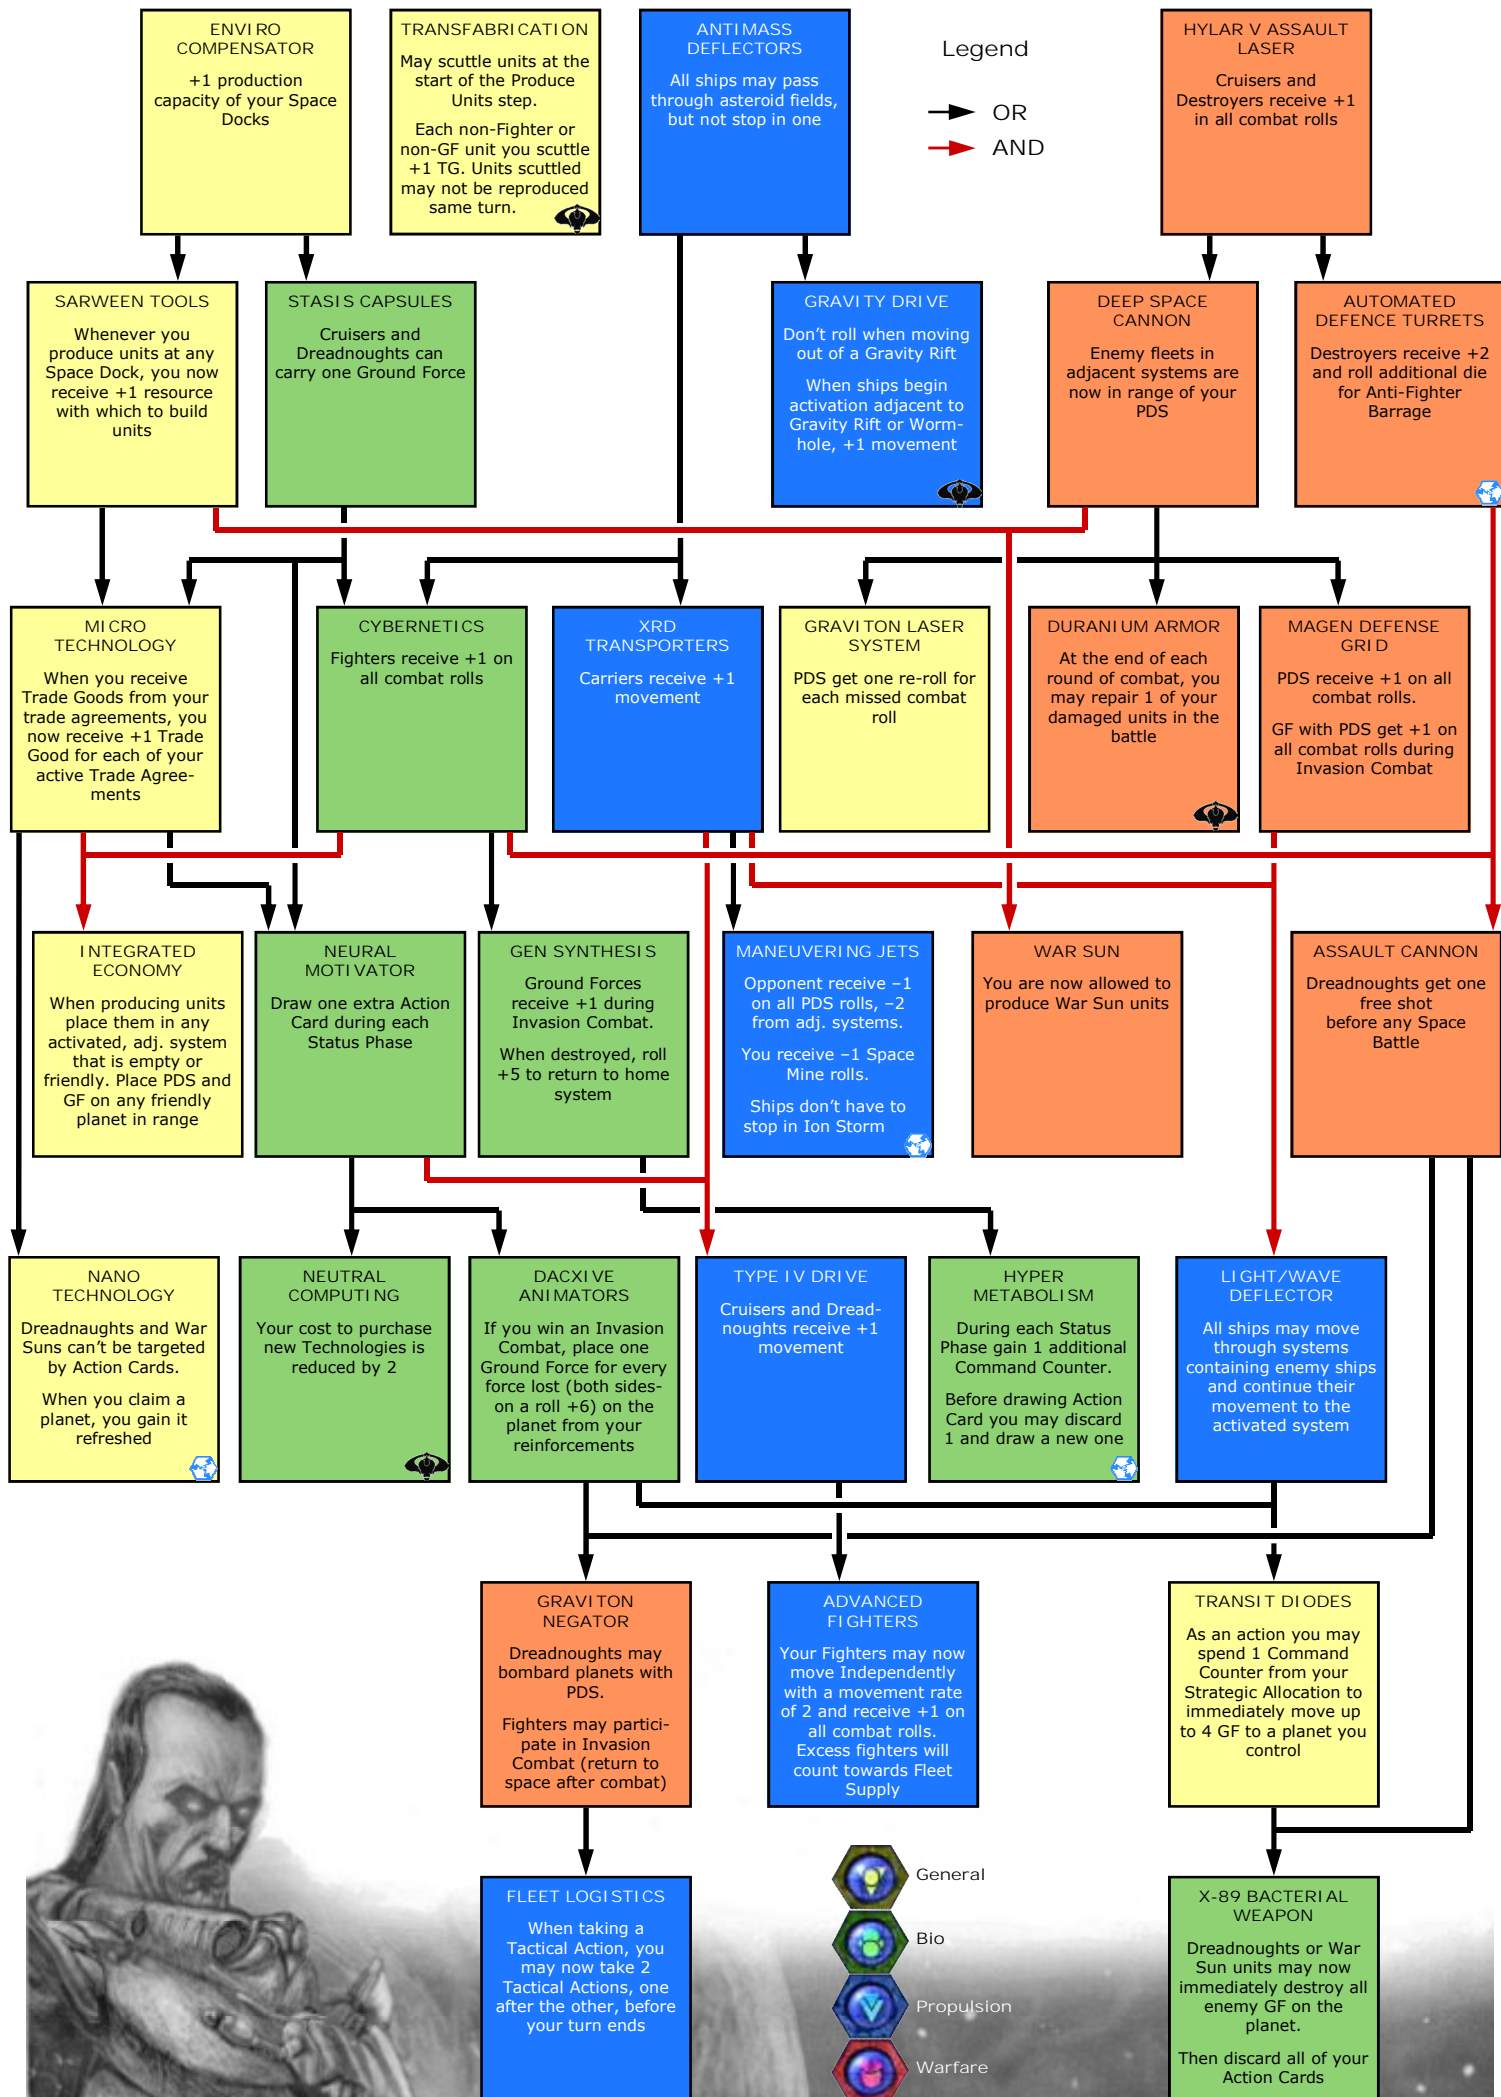 ENVIRO
COMPENSATOR
+1 production
capacity of your Space
Docks
TRANSFABRICATION
May scuttle units at the
start of the Produce
Units step.
Each non-Fighter or
non-GF unit you scuttle
+1 TG. Units scuttled
may not be reproduced
same turn.
ANTIMASS
DEFLECTORS
All ships may pass
through asteroid fields,
but not stop in one
Legend
OR
AND
HYLAR V ASSAULT
LASER
Cruisers and
Destroyers receive +1
in all combat rolls
SARWEEN TOOLS
Whenever you
produce units at any
Space Dock, you now
receive +1 resource
with which to build
units
STASIS CAPSULES
Cruisers and
Dreadnoughts can
carry one Ground Force
GRAVITY DRIVE
Don't roll when moving
out of a Gravity Rift
When ships begin
activation adjacent to
Gravity Rift or Worm-
hole, +1 movement
DEEP SPACE
CANNON
Enemy fleets in
adjacent systems are
now in range of your
PDS
AUTOMATED
DEFENCE TURRETS
Destroyers receive +2
and roll additional die
for Anti-Fighter
Barrage
MICRO
TECHNOLOGY
When you receive
Trade Goods from your
trade agreements, you
now receive +1 Trade
Good for each of your
active Trade Agree-
ments
CYBERNETICS
Fighters receive +1 on
all combat rolls
XRD
TRANSPORTERS
Carriers receive +1
movement
GRAVITON LASER
SYSTEM
PDS get one re-roll for
each missed combat
roll
DURANIUM ARMOR
At the end of each
round of combat, you
may repair 1 of your
damaged units in the
battle
MAGEN DEFENSE
GRID
PDS receive +1 on all
combat rolls.
GF with PDS get +1 on
all combat rolls during
Invasion Combat
INTEGRATED
ECONOMY
When producing units
place them in any
activated, adj. system
that is empty or
friendly. Place PDS and
GF on any friendly
planet in range
NEURAL
MOTIVATOR
Draw one extra Action
Card during each
Status Phase
GEN SYNTHESIS
Ground Forces
receive +1 during
Invasion Combat.
When destroyed, roll
+5 to return to home
system
MANEUVERING JETS
Opponent receive –1
on all PDS rolls, –2
from adj. systems.
You receive –1 Space
Mine rolls.
Ships don't have to
stop in Ion Storm
WAR SUN
You are now allowed to
produce War Sun units
ASSAULT CANNON
Dreadnoughts get one
free shot
before any Space
Battle
NANO
TECHNOLOGY
Dreadnaughts and War
Suns can't be targeted
by Action Cards.
When you claim a
planet, you gain it
refreshed
NEUTRAL
COMPUTING
Your cost to purchase
new Technologies is
reduced by 2
DACXIVE
ANIMATORS
If you win an Invasion
Combat, place one
Ground Force for every
force lost (both sides-
on a roll +6) on the
planet from your
reinforcements
TYPE IV DRIVE
Cruisers and Dread-
noughts receive +1
movement
HYPER
METABOLISM
During each Status
Phase gain 1 additional
Command Counter.
Before drawing Action
Card you may discard
1 and draw a new one
LIGHT/WAVE
DEFLECTOR
All ships may move
through systems
containing enemy ships
and continue their
movement to the
activated system
GRAVITON
NEGATOR
Dreadnoughts may
bombard planets with
PDS.
Fighters may partici-
pate in Invasion
Combat (return to
space after combat)
ADVANCED
FIGHTERS
Your Fighters may now
move Independently
with a movement rate
of 2 and receive +1 on
all combat rolls.
Excess fighters will
count towards Fleet
Supply
TRANSIT DIODES
As an action you may
spend 1 Command
Counter from your
Strategic Allocation to
immediately move up
to 4 GF to a planet you
control
FLEET LOGISTICS
When taking a
Tactical Action, you
may now take 2
Tactical Actions, one
after the other, before
your turn ends
General
Bio
Propulsion
Warfare
X-89 BACTERIAL
WEAPON
Dreadnoughts or War
Sun units may now
immediately destroy all
enemy GF on the
planet.
Then discard all of your
Action Cards